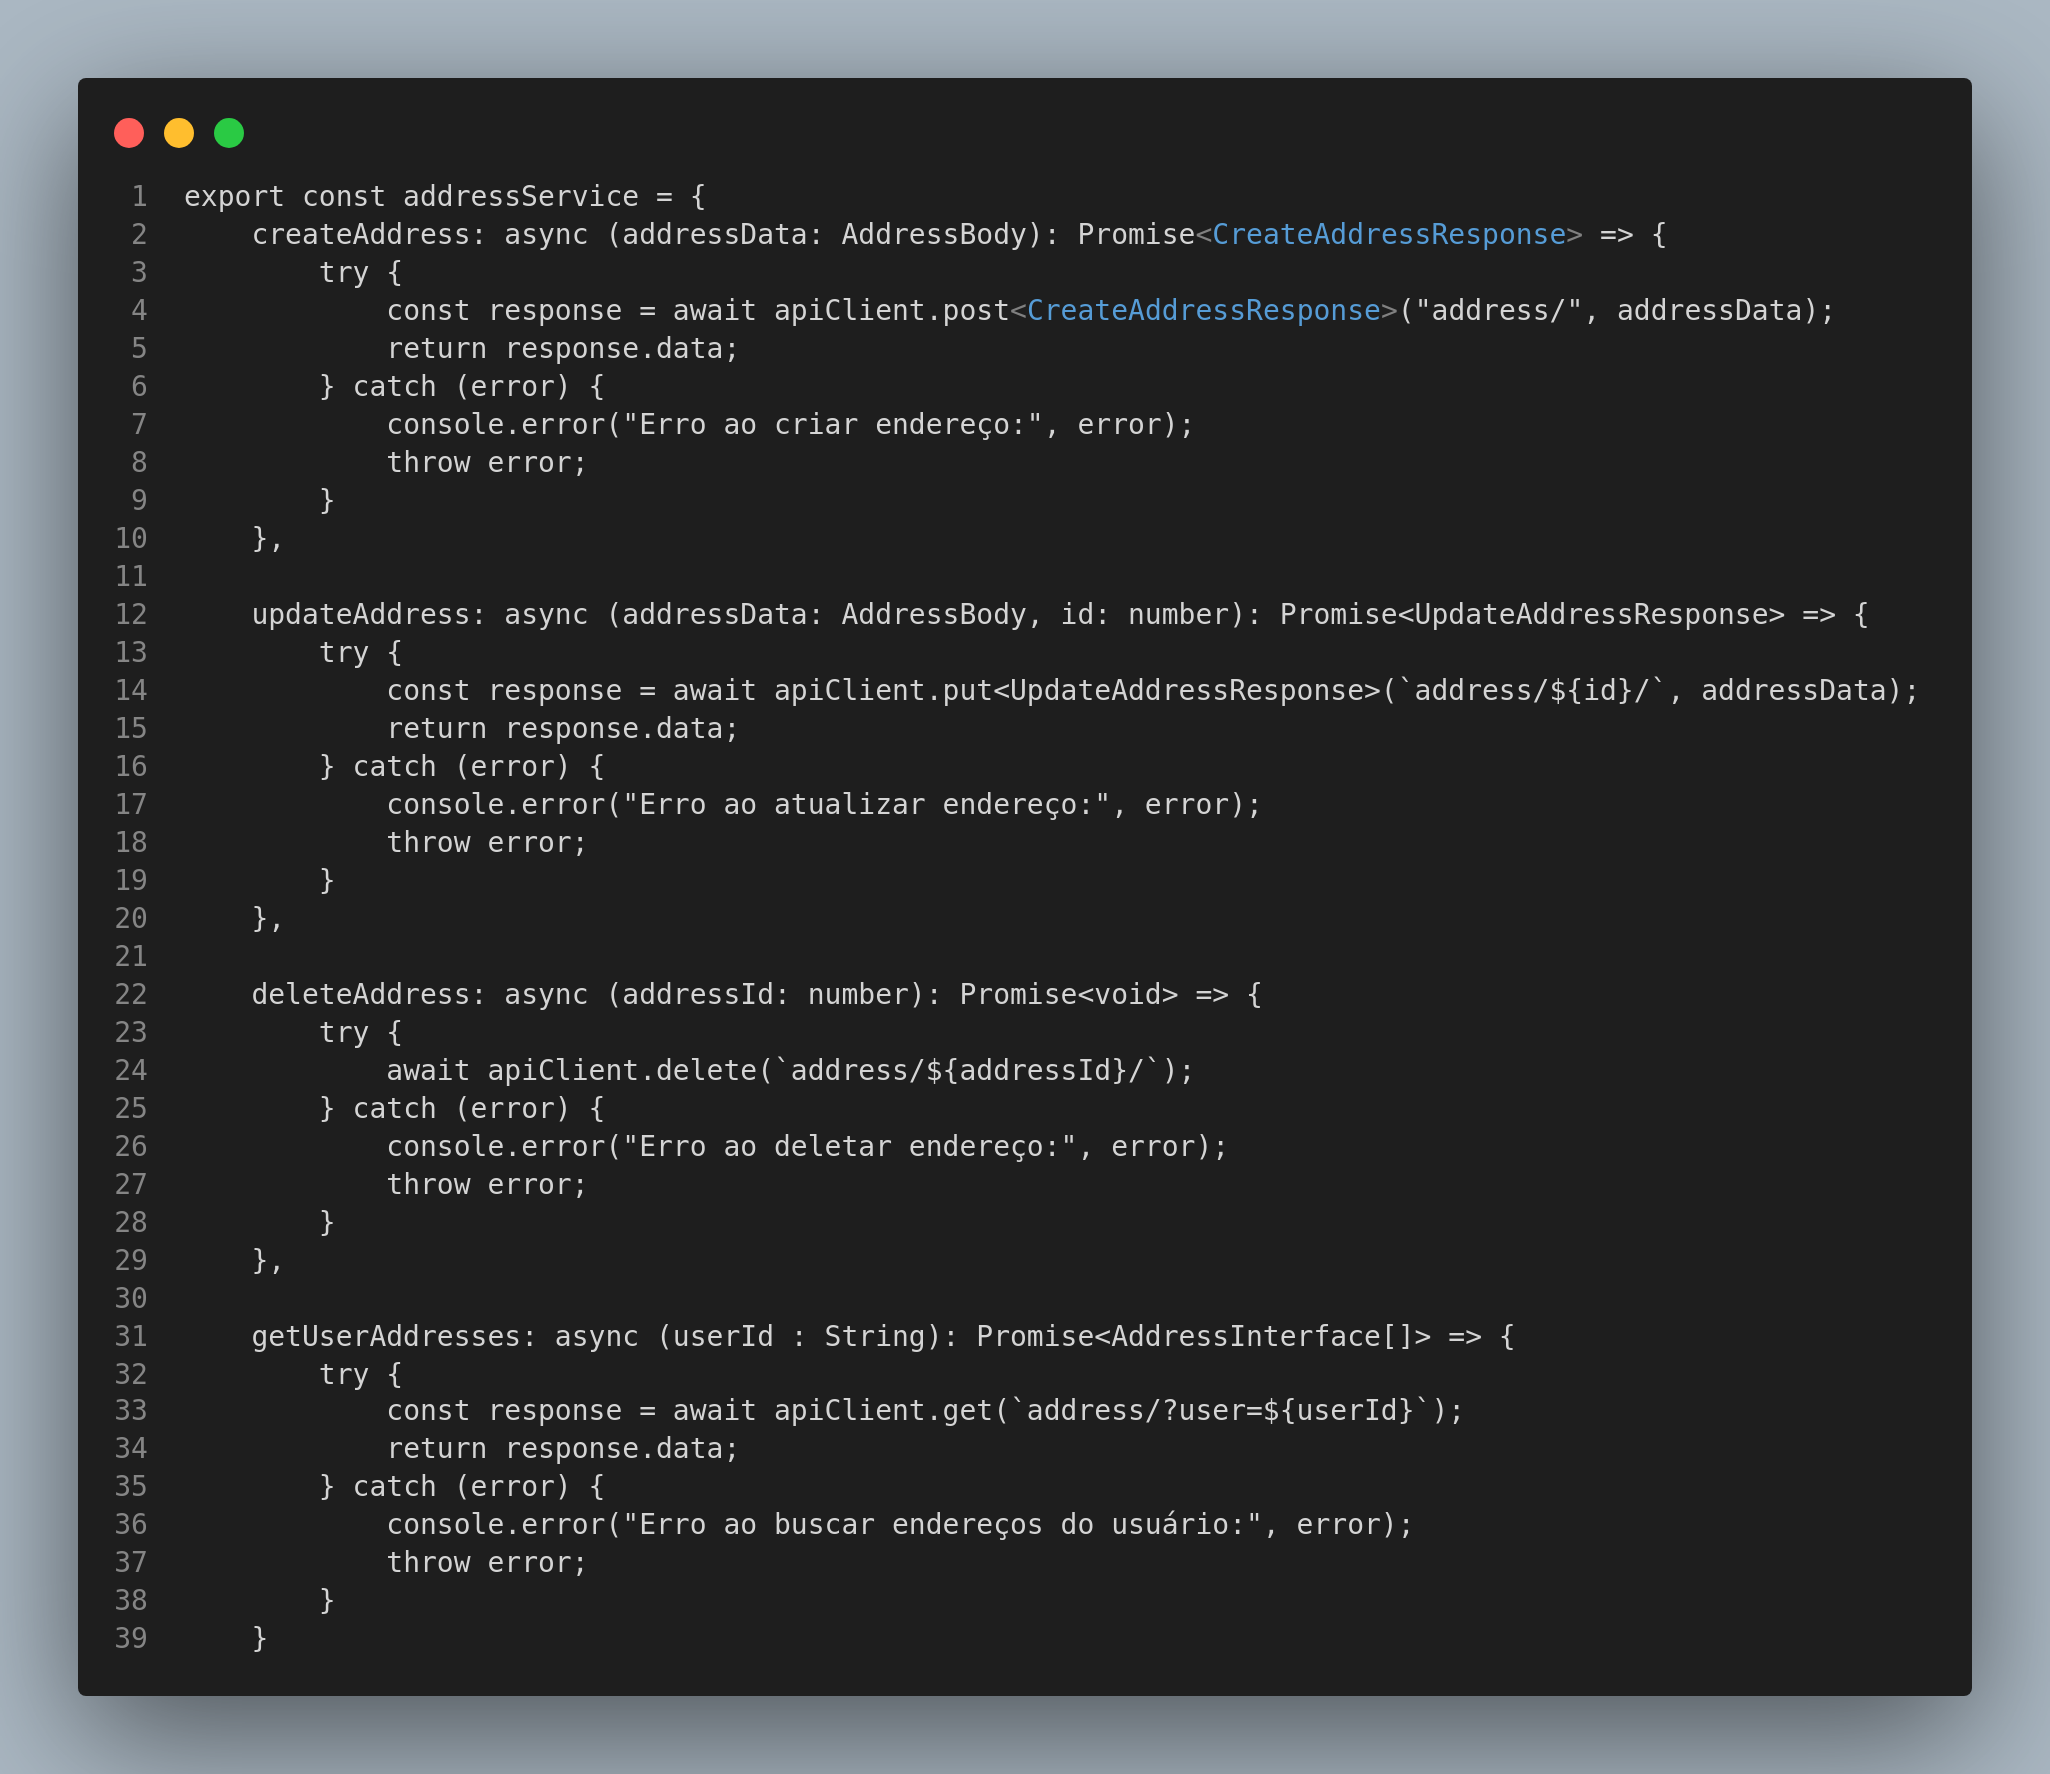 1 export const addressService = {
2     createAddress: async (addressData: AddressBody): Promise<CreateAddressResponse> => {
3         try {
4             const response = await apiClient.post<CreateAddressResponse>("address/", addressData);
5             return response.data;
6         } catch (error) {
7             console.error("Erro ao criar endereço:", error);
8             throw error;
9         }
10     },
11
12     updateAddress: async (addressData: AddressBody, id: number): Promise<UpdateAddressResponse> => {
13         try {
14             const response = await apiClient.put<UpdateAddressResponse>(`address/${id}/`, addressData);
15             return response.data;
16         } catch (error) {
17             console.error("Erro ao atualizar endereço:", error);
18             throw error;
19         }
20     },
21
22     deleteAddress: async (addressId: number): Promise<void> => {
23         try {
24             await apiClient.delete(`address/${addressId}/`);
25         } catch (error) {
26             console.error("Erro ao deletar endereço:", error);
27             throw error;
28         }
29     },
30
31     getUserAddresses: async (userId : String): Promise<AddressInterface[]> => {
32         try {
33             const response = await apiClient.get(`address/?user=${userId}`);
34             return response.data;
35         } catch (error) {
36             console.error("Erro ao buscar endereços do usuário:", error);
37             throw error;
38         }
39     }